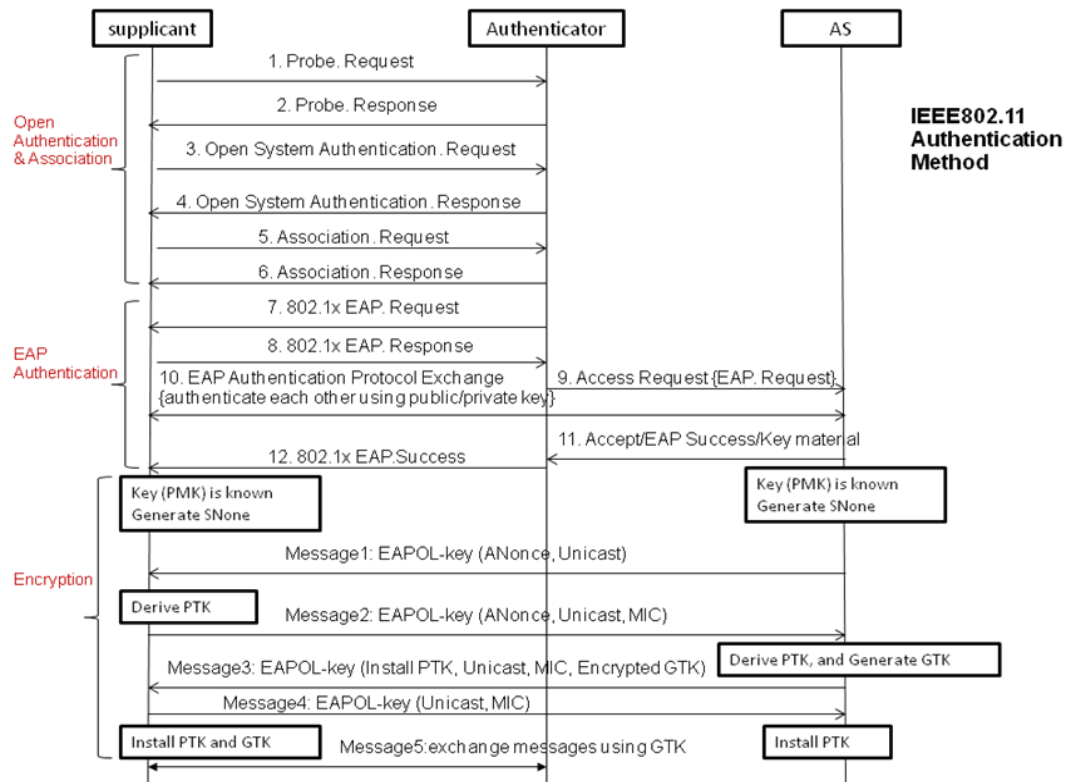 supplicant
Authenticator
AS
1. Probe. Request
2. Probe. Response
IEEE802.11
Authentication
Method
Open
Authentication
& Association
3. Open System Authentication. Request
4. Open System Authentication. Response
5. Association. Request
6. Association. Response
7. 802.1x EAP. Request
8. 802.1x EAP. Response
EAP
Authentication
10. EAP Authentication Protocol Exchange
{authenticate each other using public/private key}
9. Access Request {EAP. Request}
11. Accept/EAP Success/Key material
12. 802.1x EAP.Success
Key (PMK) is known
Generate SNone
Key (PMK) is known
Generate SNone
Message1: EAPOL-key (ANonce, Unicast)
Encryption
Derive PTK
Message2: EAPOL-key (ANonce, Unicast, MIC)
Derive PTK, and Generate GTK
Message3: EAPOL-key (Install PTK, Unicast, MIC, Encrypted GTK)
Message4: EAPOL-key (Unicast, MIC)
Install PTK and GTK
Install PTK
Message5:exchange messages using GTK